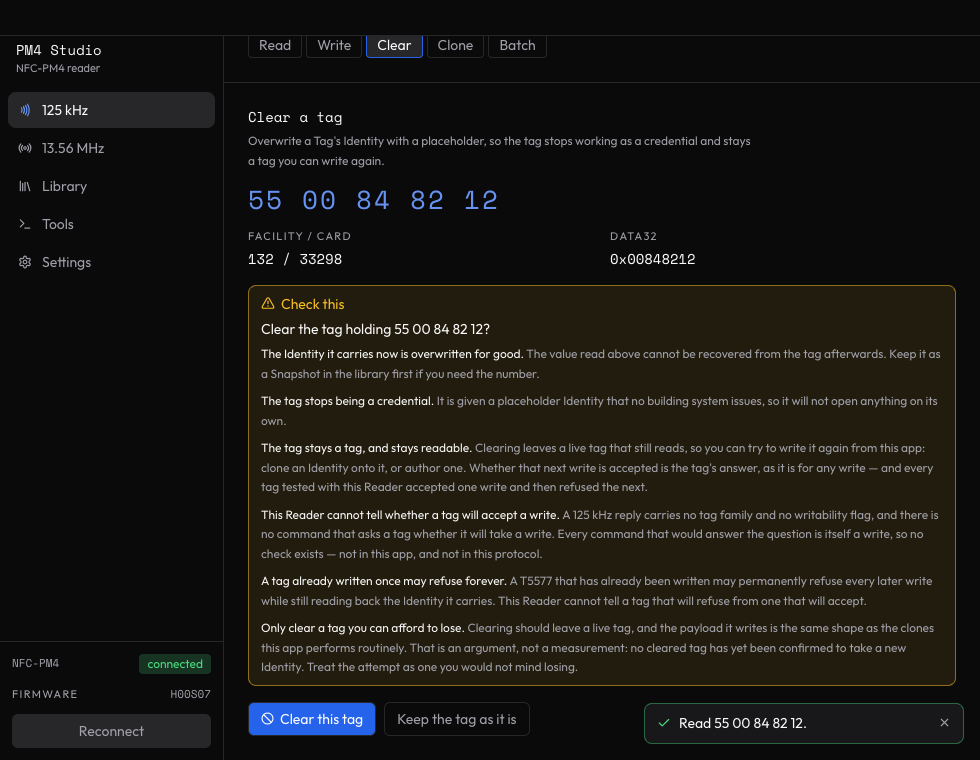 PM4 Studio
NFC-PM4 reader
125 kHz
13.56 MHz
Library
Tools
Settings
NFC-PM4
connected
FIRMWARE
H00S07
Reconnect
Read
Write
Clear
Clone
Batch
Clear a tag
Overwrite a Tag's Identity with a placeholder, so the tag stops working as a credential and stays
a tag you can write again.
55 00 84 82 12
FACILITY / CARD
132 / 33298
DATA32
0x00848212
Check this
Clear the tag holding 55 00 84 82 12?
The Identity it carries now is overwritten for good. The value read above cannot be recovered from the tag afterwards. Keep it as
a Snapshot in the library first if you need the number.
The tag stops being a credential. It is given a placeholder Identity that no building system issues, so it will not open anything on its
own.
The tag stays a tag, and stays readable. Clearing leaves a live tag that still reads, so you can try to write it again from this app:
clone an Identity onto it, or author one. Whether that next write is accepted is the tag's answer, as it is for any write — and every
tag tested with this Reader accepted one write and then refused the next.
This Reader cannot tell whether a tag will accept a write. A 125 kHz reply carries no tag family and no writability flag, and there is
no command that asks a tag whether it will take a write. Every command that would answer the question is itself a write, so no
check exists — not in this app, and not in this protocol.
A tag already written once may refuse forever. A T5577 that has already been written may permanently refuse every later write
while still reading back the Identity it carries. This Reader cannot tell a tag that will refuse from one that will accept.
Only clear a tag you can afford to lose. Clearing should leave a live tag, and the payload it writes is the same shape as the clones
this app performs routinely. That is an argument, not a measurement: no cleared tag has yet been confirmed to take a new
Identity. Treat the attempt as one you would not mind losing.
Clear this tag
Keep the tag as it is
Read 55 00 84 82 12.